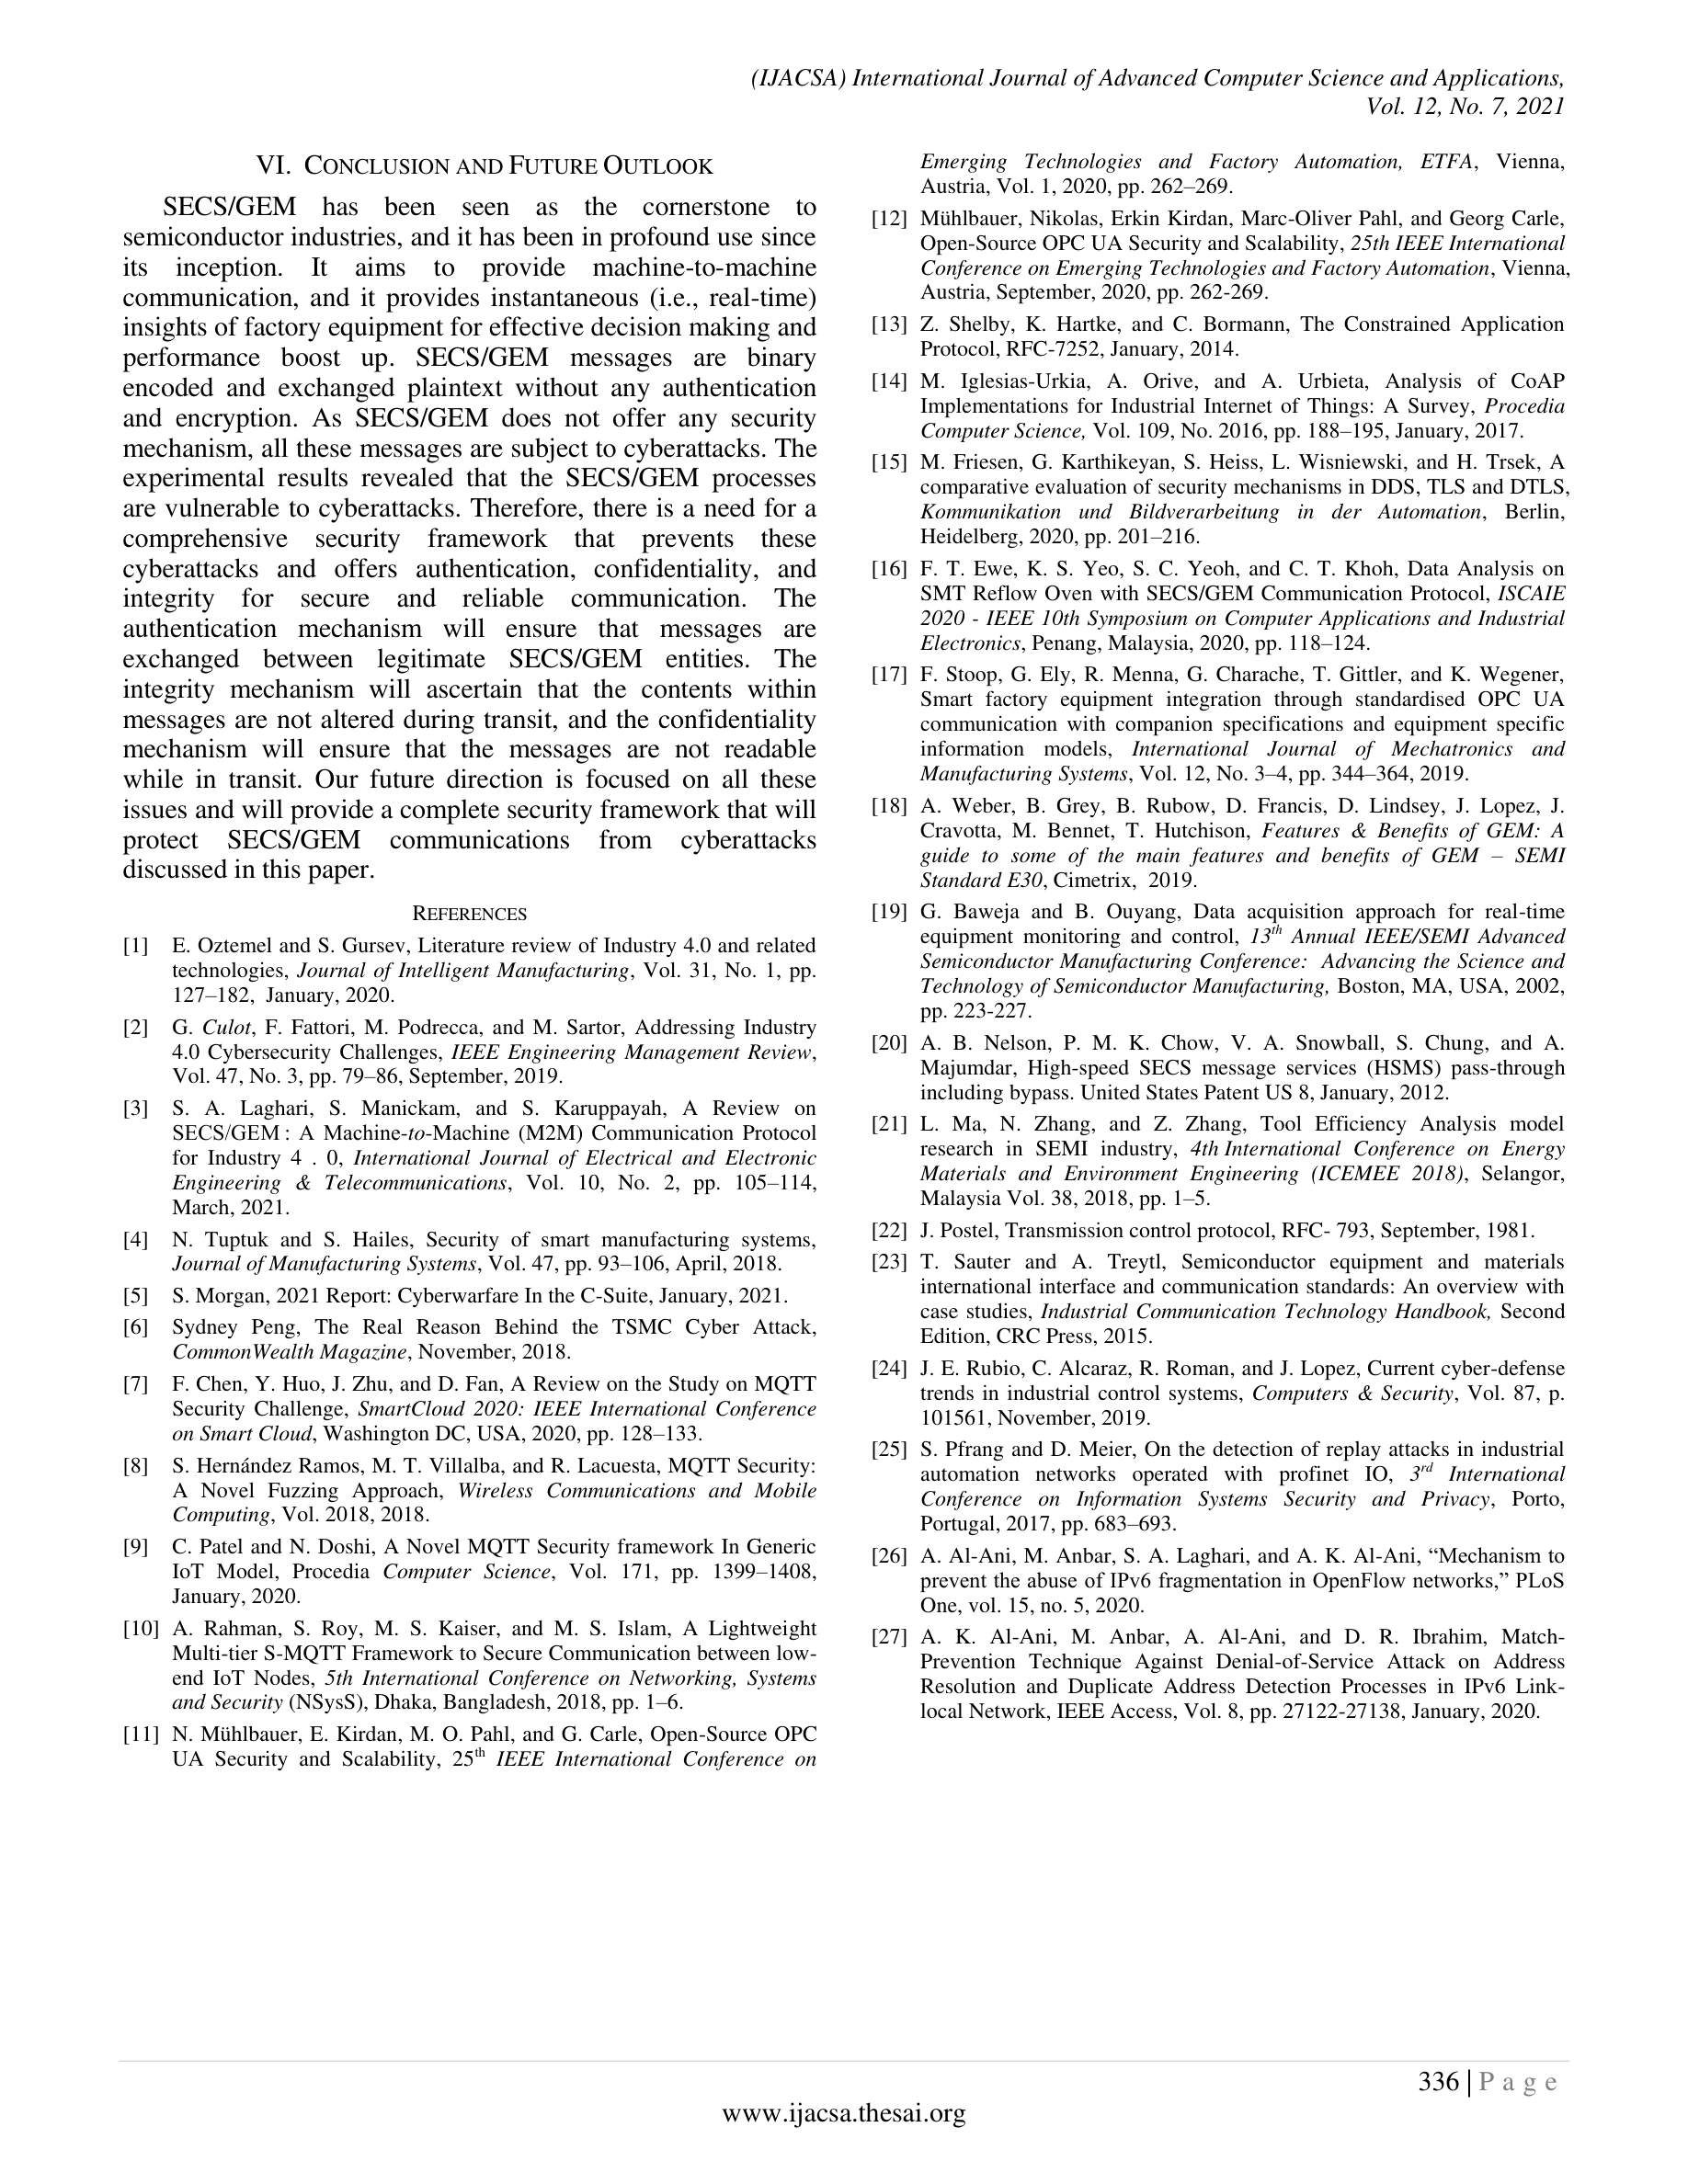 (IJACSA) International Journal of Advanced Computer Science and Applications,
Vol. 12, No. 7, 2021
VI. CONCLUSION AND FUTURE OUTLOOK
SECS/GEM has been seen as the cornerstone to
semiconductor industries, and it has been in profound use since
its inception. It aims to provide machine-to-machine
communication, and it provides instantaneous (i.e., real-time)
insights of factory equipment for effective decision making and
performance boost up. SECS/GEM messages are binary
encoded and exchanged plaintext without any authentication
and encryption. As SECS/GEM does not offer any security
mechanism, all these messages are subject to cyberattacks. The
experimental results revealed that the SECS/GEM processes
are vulnerable to cyberattacks. Therefore, there is a need for a
comprehensive security framework that prevents these
cyberattacks and offers authentication, confidentiality, and
integrity for secure and reliable communication. The
authentication mechanism will ensure that messages are
exchanged between legitimate SECS/GEM entities. The
integrity mechanism will ascertain that the contents within
messages are not altered during transit, and the confidentiality
mechanism will ensure that the messages are not readable
while in transit. Our future direction is focused on all these
issues and will provide a complete security framework that will
protect SECS/GEM communications from cyberattacks
discussed in this paper.
REFERENCES
[1] E. Oztemel and S. Gursev, Literature review of Industry 4.0 and related
technologies, Journal of Intelligent Manufacturing, Vol. 31, No. 1, pp.
127–182, January, 2020.
[2] G. Culot, F. Fattori, M. Podrecca, and M. Sartor, Addressing Industry
4.0 Cybersecurity Challenges, IEEE Engineering Management Review,
Vol. 47, No. 3, pp. 79–86, September, 2019.
[3] S. A. Laghari, S. Manickam, and S. Karuppayah, A Review on
SECS/GEM : A Machine-to-Machine (M2M) Communication Protocol
for Industry 4 . 0, International Journal of Electrical and Electronic
Engineering & Telecommunications, Vol. 10, No. 2, pp. 105–114,
March, 2021.
[4] N. Tuptuk and S. Hailes, Security of smart manufacturing systems,
Journal of Manufacturing Systems, Vol. 47, pp. 93–106, April, 2018.
[5] S. Morgan, 2021 Report: Cyberwarfare In the C-Suite, January, 2021.
[6] Sydney Peng, The Real Reason Behind the TSMC Cyber Attack,
CommonWealth Magazine, November, 2018.
[7] F. Chen, Y. Huo, J. Zhu, and D. Fan, A Review on the Study on MQTT
Security Challenge, SmartCloud 2020: IEEE International Conference
on Smart Cloud, Washington DC, USA, 2020, pp. 128–133.
[8] S. Hernández Ramos, M. T. Villalba, and R. Lacuesta, MQTT Security:
A Novel Fuzzing Approach, Wireless Communications and Mobile
Computing, Vol. 2018, 2018.
[9] C. Patel and N. Doshi, A Novel MQTT Security framework In Generic
IoT Model, Procedia Computer Science, Vol. 171, pp. 1399–1408,
January, 2020.
[10] A. Rahman, S. Roy, M. S. Kaiser, and M. S. Islam, A Lightweight
Multi-tier S-MQTT Framework to Secure Communication between low-
end IoT Nodes, 5th International Conference on Networking, Systems
and Security (NSysS), Dhaka, Bangladesh, 2018, pp. 1–6.
[11] N. Mühlbauer, E. Kirdan, M. O. Pahl, and G. Carle, Open-Source OPC
UA Security and Scalability, 25th IEEE International Conference on
Emerging Technologies and Factory Automation, ETFA, Vienna,
Austria, Vol. 1, 2020, pp. 262–269.
[12] Mühlbauer, Nikolas, Erkin Kirdan, Marc-Oliver Pahl, and Georg Carle,
Open-Source OPC UA Security and Scalability, 25th IEEE International
Conference on Emerging Technologies and Factory Automation, Vienna,
Austria, September, 2020, pp. 262-269.
[13] Z. Shelby, K. Hartke, and C. Bormann, The Constrained Application
Protocol, RFC-7252, January, 2014.
[14] M. Iglesias-Urkia, A. Orive, and A. Urbieta, Analysis of CoAP
Implementations for Industrial Internet of Things: A Survey, Procedia
Computer Science, Vol. 109, No. 2016, pp. 188–195, January, 2017.
[15] M. Friesen, G. Karthikeyan, S. Heiss, L. Wisniewski, and H. Trsek, A
comparative evaluation of security mechanisms in DDS, TLS and DTLS,
Kommunikation und Bildverarbeitung in der Automation, Berlin,
Heidelberg, 2020, pp. 201–216.
[16] F. T. Ewe, K. S. Yeo, S. C. Yeoh, and C. T. Khoh, Data Analysis on
SMT Reflow Oven with SECS/GEM Communication Protocol, ISCAIE
2020 - IEEE 10th Symposium on Computer Applications and Industrial
Electronics, Penang, Malaysia, 2020, pp. 118–124.
[17] F. Stoop, G. Ely, R. Menna, G. Charache, T. Gittler, and K. Wegener,
Smart factory equipment integration through standardised OPC UA
communication with companion specifications and equipment specific
information models, International Journal of Mechatronics and
Manufacturing Systems, Vol. 12, No. 3–4, pp. 344–364, 2019.
[18] A. Weber, B. Grey, B. Rubow, D. Francis, D. Lindsey, J. Lopez, J.
Cravotta, M. Bennet, T. Hutchison, Features & Benefits of GEM: A
guide to some of the main features and benefits of GEM – SEMI
Standard E30, Cimetrix, 2019.
[19] G. Baweja and B. Ouyang, Data acquisition approach for real-time
equipment monitoring and control, 13th Annual IEEE/SEMI Advanced
Semiconductor Manufacturing Conference: Advancing the Science and
Technology of Semiconductor Manufacturing, Boston, MA, USA, 2002,
pp. 223-227.
[20] A. B. Nelson, P. M. K. Chow, V. A. Snowball, S. Chung, and A.
Majumdar, High-speed SECS message services (HSMS) pass-through
including bypass. United States Patent US 8, January, 2012.
[21] L. Ma, N. Zhang, and Z. Zhang, Tool Efficiency Analysis model
research in SEMI industry, 4th International Conference on Energy
Materials and Environment Engineering (ICEMEE 2018), Selangor,
Malaysia Vol. 38, 2018, pp. 1–5.
[22] J. Postel, Transmission control protocol, RFC- 793, September, 1981.
[23] T. Sauter and A. Treytl, Semiconductor equipment and materials
international interface and communication standards: An overview with
case studies, Industrial Communication Technology Handbook, Second
Edition, CRC Press, 2015.
[24] J. E. Rubio, C. Alcaraz, R. Roman, and J. Lopez, Current cyber-defense
trends in industrial control systems, Computers & Security, Vol. 87, p.
101561, November, 2019.
[25] S. Pfrang and D. Meier, On the detection of replay attacks in industrial
automation networks operated with profinet IO, 3rd International
Conference on Information Systems Security and Privacy, Porto,
Portugal, 2017, pp. 683–693.
[26] A. Al-Ani, M. Anbar, S. A. Laghari, and A. K. Al-Ani, “Mechanism to
prevent the abuse of IPv6 fragmentation in OpenFlow networks,” PLoS
One, vol. 15, no. 5, 2020.
[27] A. K. Al-Ani, M. Anbar, A. Al-Ani, and D. R. Ibrahim, Match-
Prevention Technique Against Denial-of-Service Attack on Address
Resolution and Duplicate Address Detection Processes in IPv6 Link-
local Network, IEEE Access, Vol. 8, pp. 27122-27138, January, 2020.
336 | P a g e
www.ijacsa.thesai.org